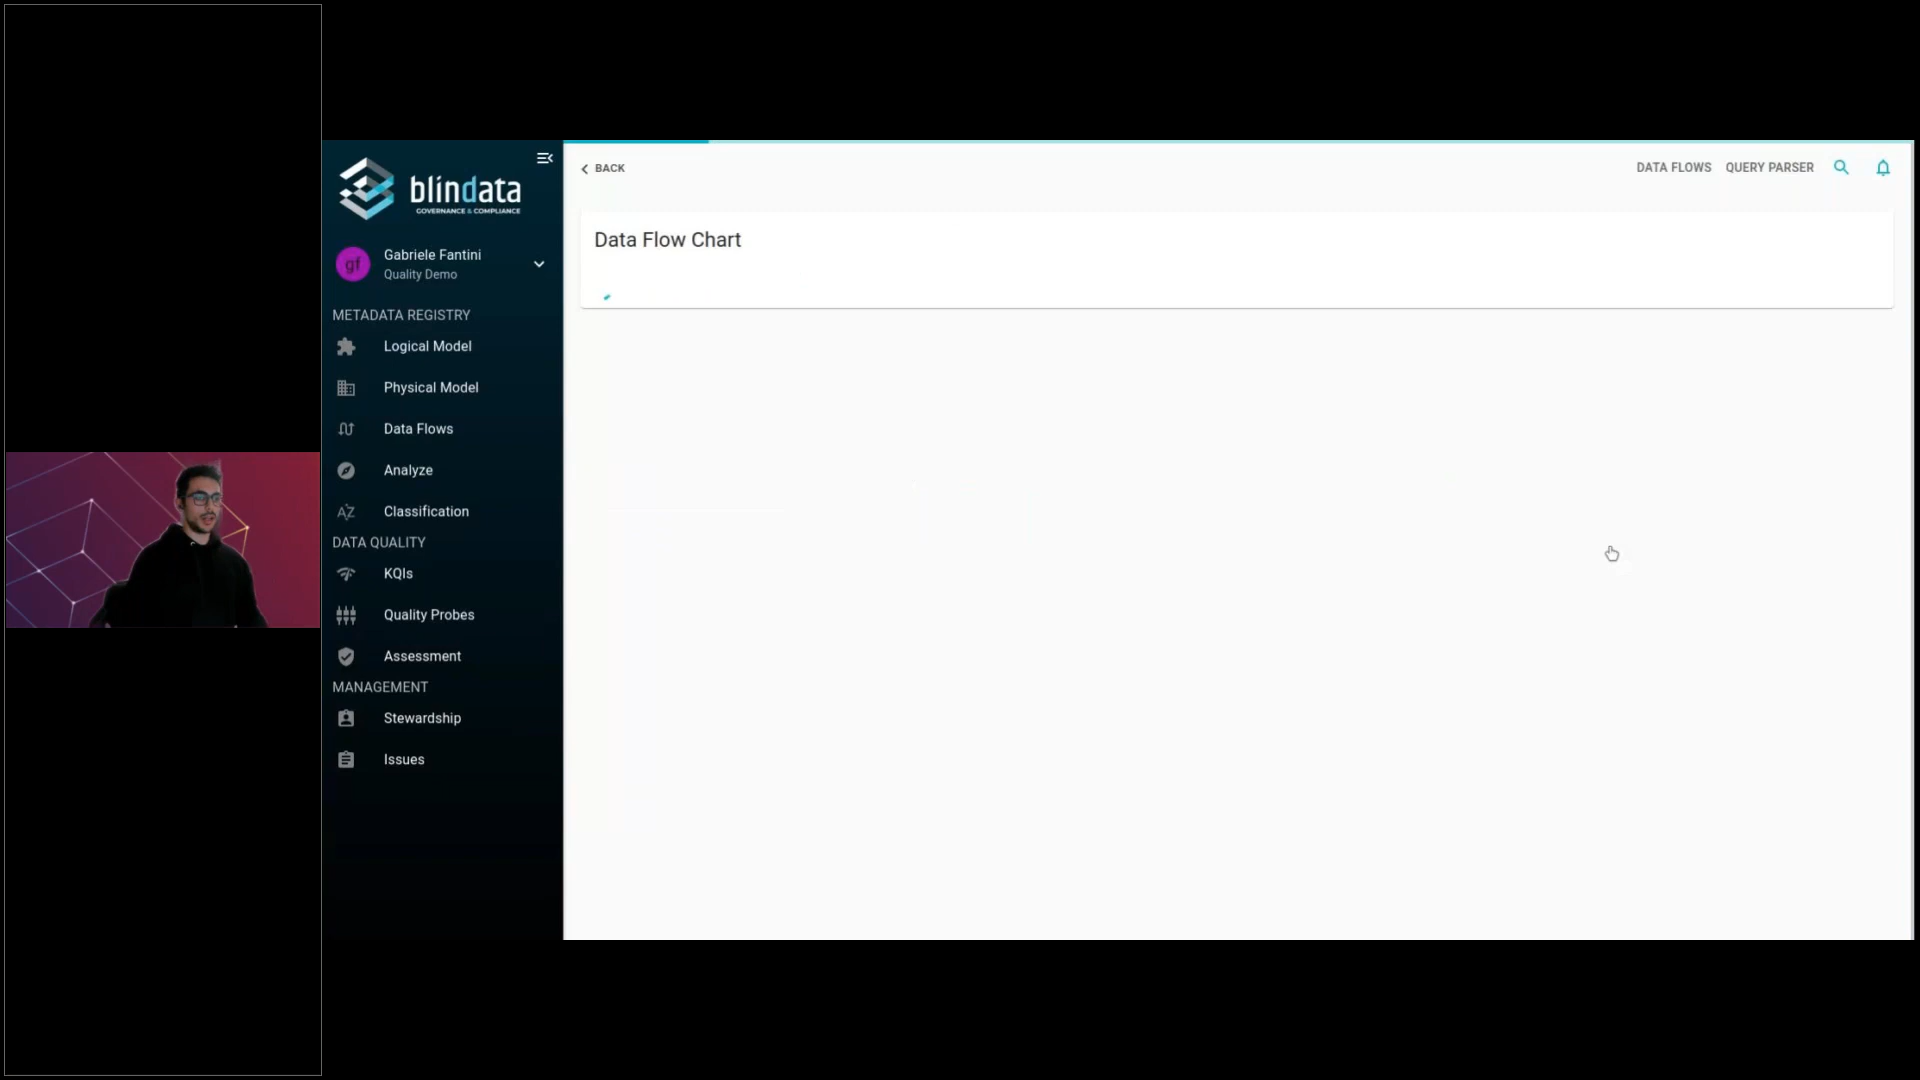 blindata
GOVERNANCE & COMPLIANCE
gf
Gabriele Fantini
Quality Demo
METADATA REGISTRY
Logical Model
Physical Model
Data Flows
Analyze
Classification
DATA QUALITY
KQIs
Quality Probes
Assessment
MANAGEMENT
Stewardship
Issues
BACK
DATA FLOWS
QUERY PARSER
Data Flow Chart